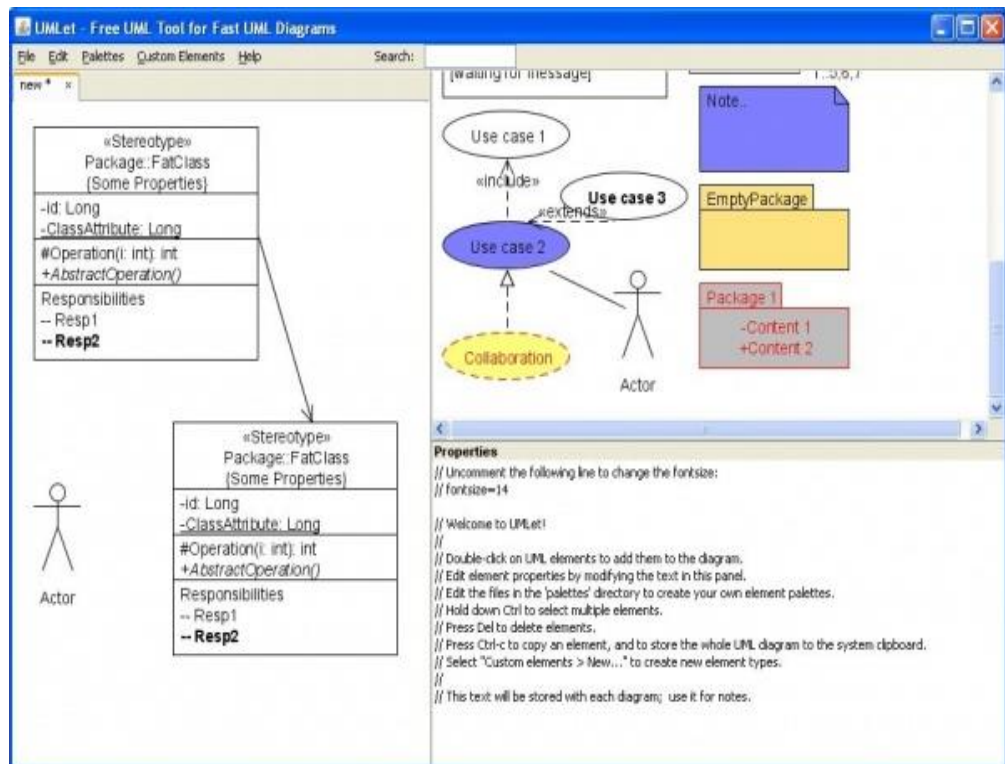 UMLet - Free UML Tool for Fast UML Diagrams
File Edit Palettes Custom Elements Help Search:
new * x
«Stereotype»
Package::FatClass
{Some Properties}
-id: Long
-ClassAttribute: Long
#Operation(i: int): int
+AbstractOperation()
Responsibilities
-- Resp1
-- Resp2
«Stereotype»
Package::FatClass
{Some Properties}
-id: Long
-ClassAttribute: Long
#Operation(i: int): int
+AbstractOperation()
Responsibilities
-- Resp1
-- Resp2
Actor
[waiting for message]
1..5,6,7
Use case 1
«include»
Use case 3
«extends»
Use case 2
Collaboration
Actor
Note..
EmptyPackage
Package 1
-Content 1
+Content 2
Properties
// Uncomment the following line to change the fontsize:
// fontsize=14
// Welcome to UMLet!
//
// Double-click on UML elements to add them to the diagram.
// Edit element properties by modifying the text in this panel.
// Edit the files in the 'palettes' directory to create your own element palettes.
// Hold down Ctrl to select multiple elements.
// Press Del to delete elements.
// Press Ctrl-c to copy an element, and to store the whole UML diagram to the system clipboard.
// Select "Custom elements > New..." to create new element types.
//
// This text will be stored with each diagram; use it for notes.